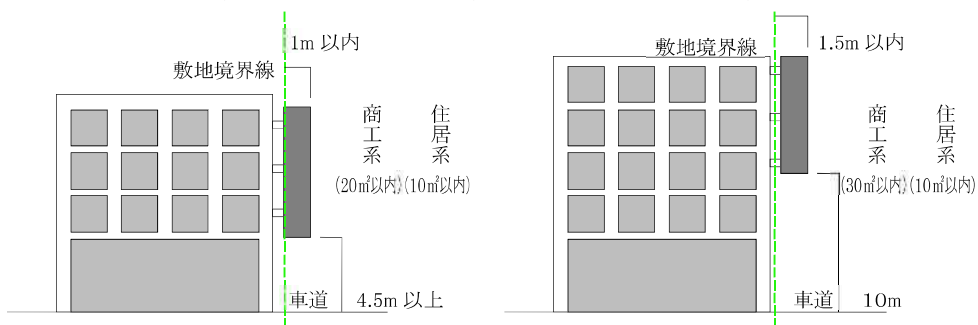 1m 以内
敷地境界線
商工系
住居系
(20㎡以内)
(10㎡以内)
車道
4.5m 以上
1.5m 以内
敷地境界線
商工系
住居系
(30㎡以内)
(10㎡以内)
車道
10m